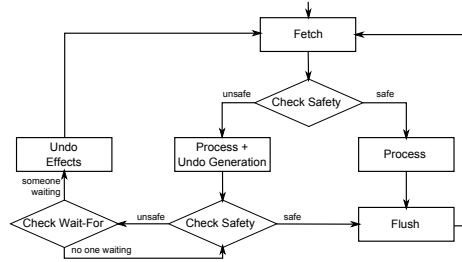 Fetch
unsafe
safe
Check Safety
Undo
Effects
Process +
Undo Generation
Process
someone
waiting
Check Wait-For
unsafe
Check Safety
safe
Flush
no one waiting